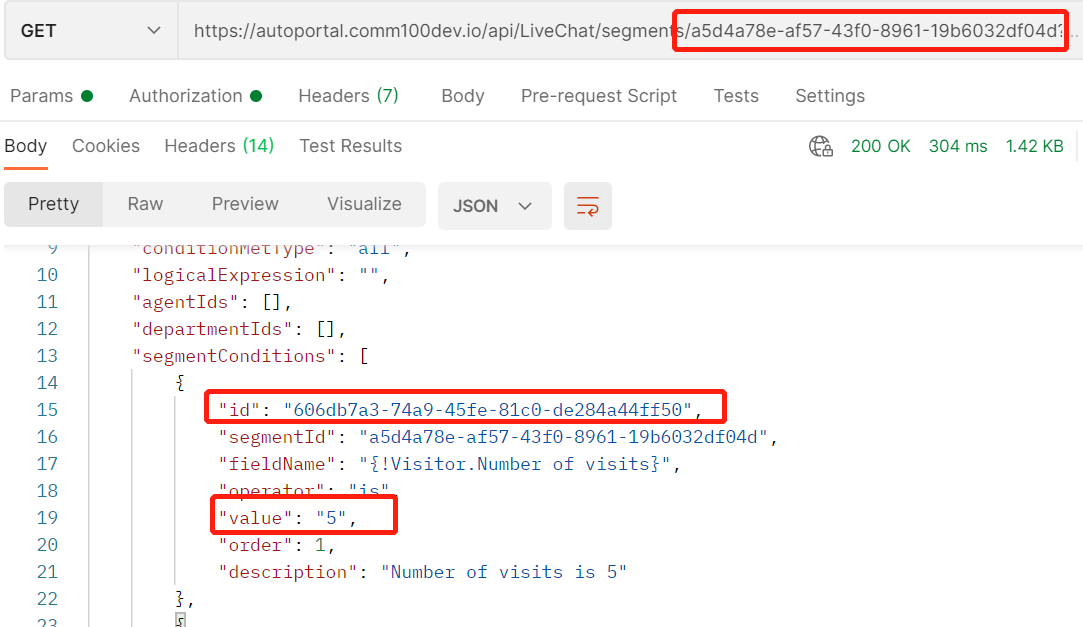 GET https://autoportal.comm100dev.io/api/LiveChat/segments/a5d4a78e-af57-43f0-8961-19b6032df04d?...
Params Authorization Headers (7) Body Pre-request Script Tests Settings
Body Cookies Headers (14) Test Results 200 OK 304 ms 1.42 KB
Pretty Raw Preview Visualize JSON
9 "conditionMetType": "all",
10 "logicalExpression": "",
11 "agentIds": [],
12 "departmentIds": [],
13 "segmentConditions": [
14 {
15 "id": "606db7a3-74a9-45fe-81c0-de284a44ff50",
16 "segmentId": "a5d4a78e-af57-43f0-8961-19b6032df04d",
17 "fieldName": "{!Visitor.Number of visits}",
18 "operator": "is",
19 "value": "5",
20 "order": 1,
21 "description": "Number of visits is 5"
22 },
23 {